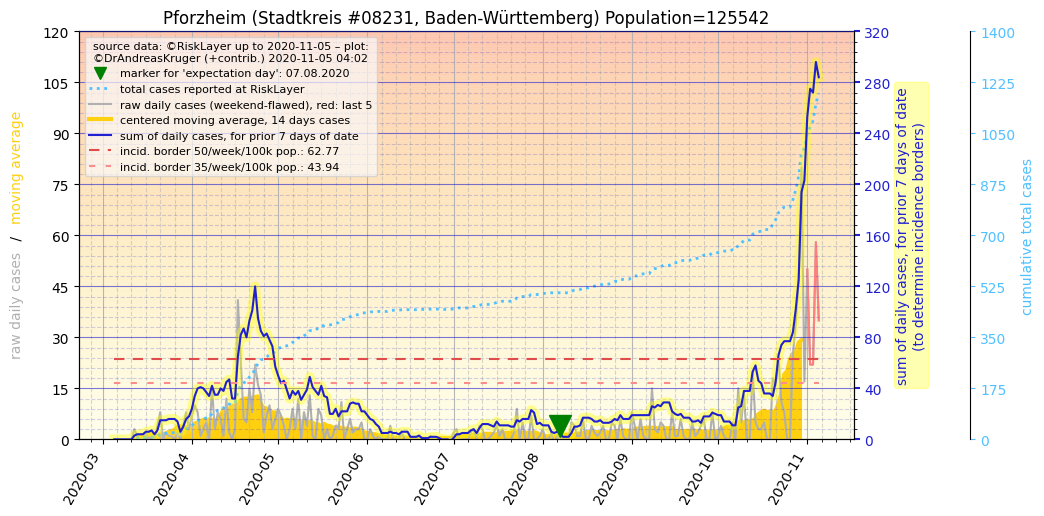 Pforzheim (Stadtkreis #08231, Baden-Württemberg) Population=125542
source data: ©RiskLayer up to 2020-11-05 – plot:
©DrAndreasKruger (+contrib.) 2020-11-05 04:02
marker for 'expectation day': 07.08.2020
total cases reported at RiskLayer
raw daily cases (weekend-flawed), red: last 5
centered moving average, 14 days cases
sum of daily cases, for prior 7 days of date
incid. border 50/week/100k pop.: 62.77
incid. border 35/week/100k pop.: 43.94
raw daily cases / moving average
120
105
90
75
60
45
30
15
0
320
280
240
200
160
120
80
40
0
sum of daily cases, for prior 7 days of date
(to determine incidence borders)
1400
1225
1050
875
700
525
350
175
0
cumulative total cases
2020-03
2020-04
2020-05
2020-06
2020-07
2020-08
2020-09
2020-10
2020-11